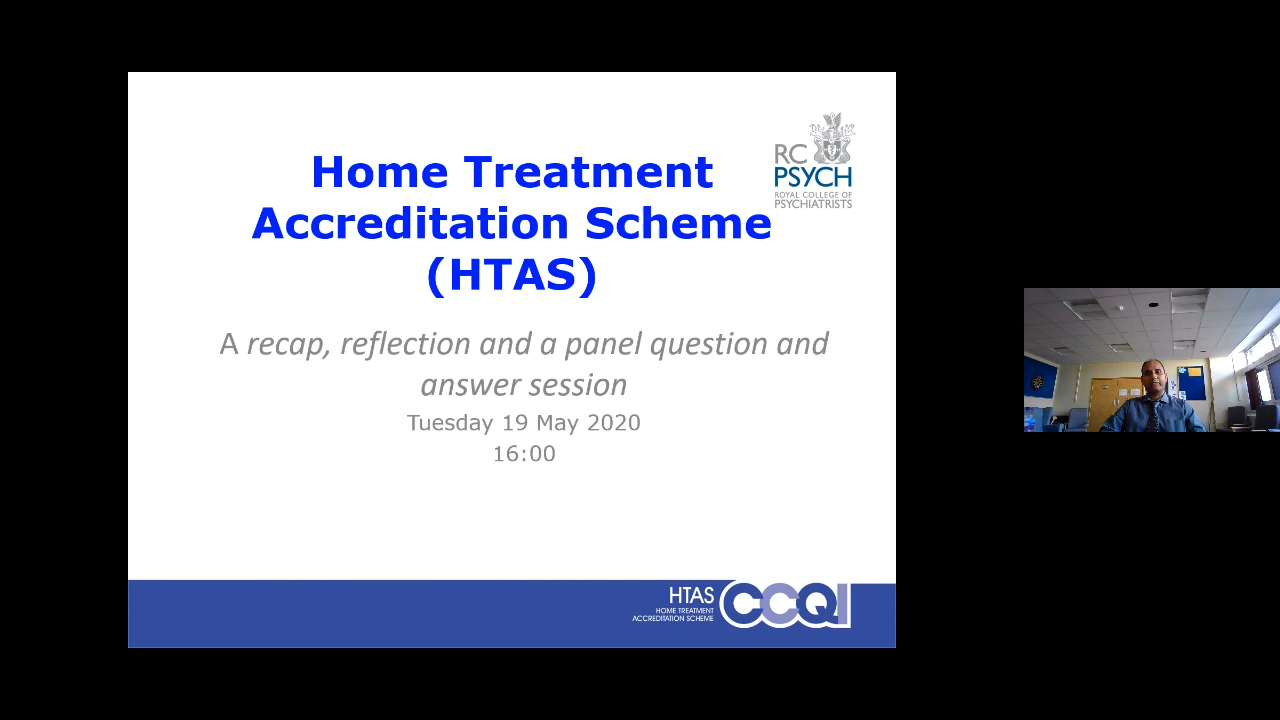 Home Treatment
Accreditation Scheme
(HTAS)
RC
PSYCH
ROYAL COLLEGE OF
PSYCHIATRISTS
A recap, reflection and a panel question and
answer session
Tuesday 19 May 2020
16:00
HTAS
HOME TREATMENT
ACCREDITATION SCHEME
CCQI